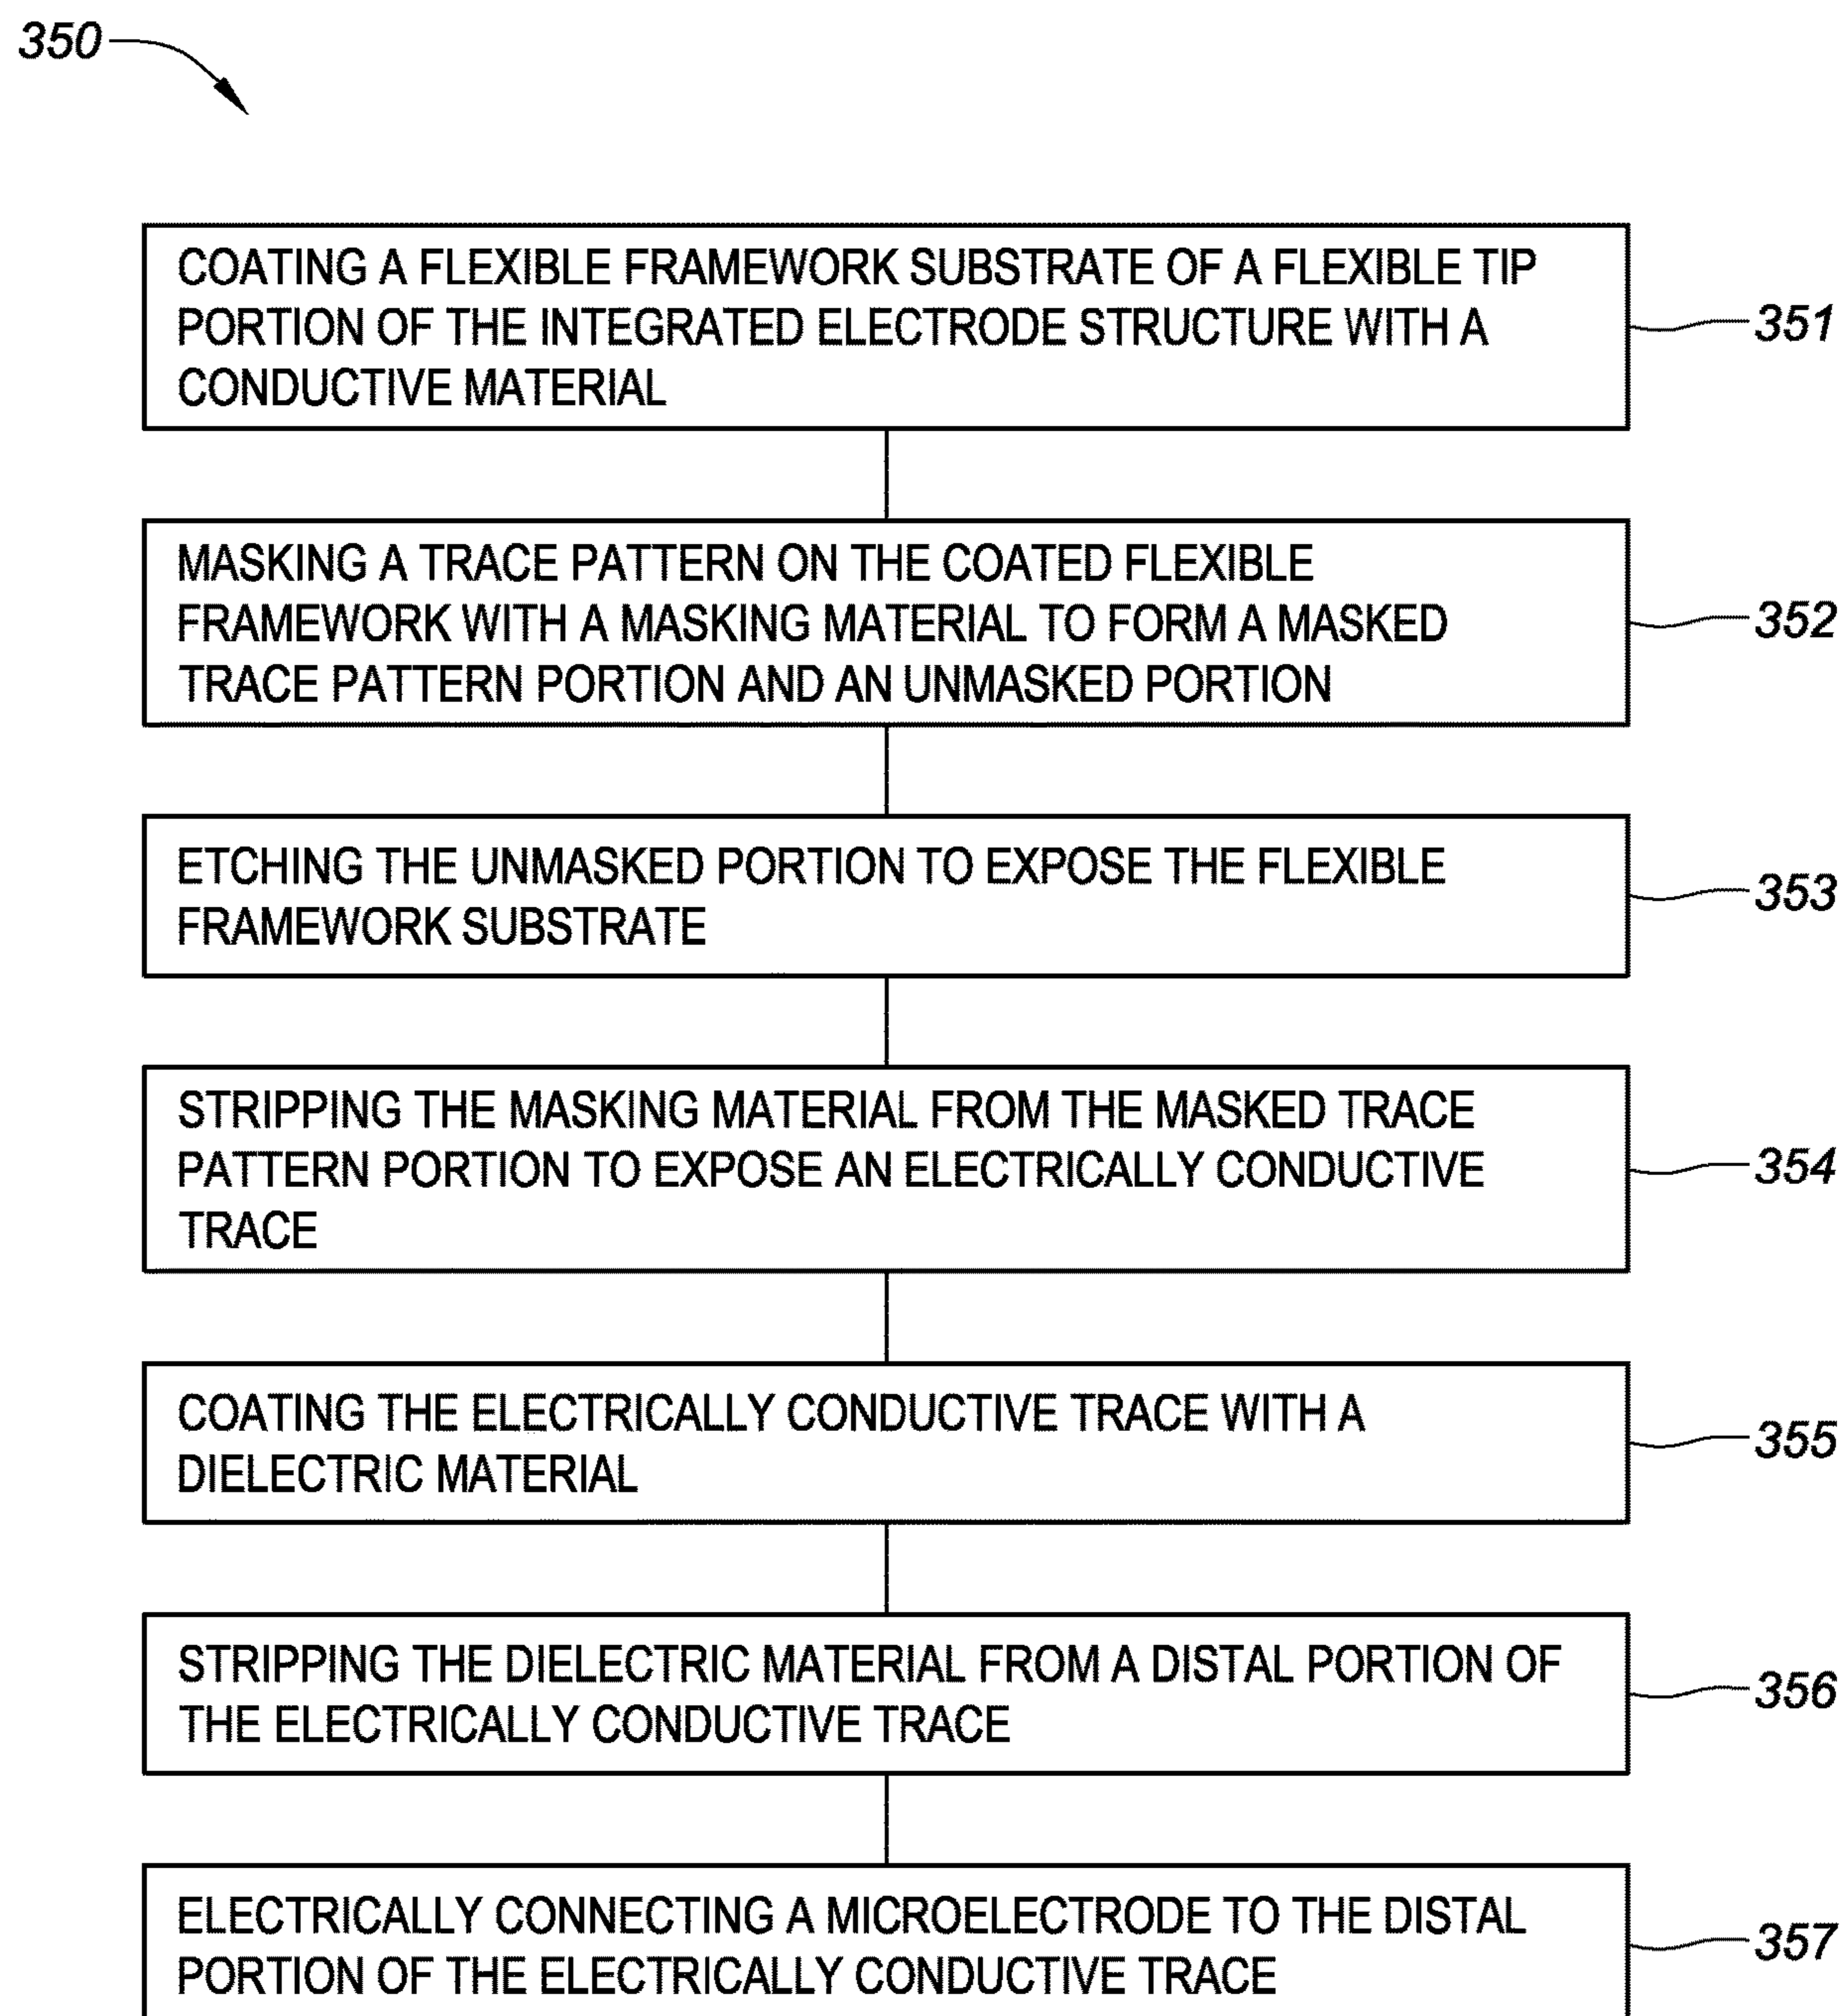 350
COATING A FLEXIBLE FRAMEWORK SUBSTRATE OF A FLEXIBLE TIP
PORTION OF THE INTEGRATED ELECTRODE STRUCTURE WITH A
CONDUCTIVE MATERIAL
351
MASKING A TRACE PATTERN ON THE COATED FLEXIBLE
FRAMEWORK WITH A MASKING MATERIAL TO FORM A MASKED
TRACE PATTERN PORTION AND AN UNMASKED PORTION
352
ETCHING THE UNMASKED PORTION TO EXPOSE THE FLEXIBLE
FRAMEWORK SUBSTRATE
353
STRIPPING THE MASKING MATERIAL FROM THE MASKED TRACE
PATTERN PORTION TO EXPOSE AN ELECTRICALLY CONDUCTIVE
TRACE
354
COATING THE ELECTRICALLY CONDUCTIVE TRACE WITH A
DIELECTRIC MATERIAL
355
STRIPPING THE DIELECTRIC MATERIAL FROM A DISTAL PORTION OF
THE ELECTRICALLY CONDUCTIVE TRACE
356
ELECTRICALLY CONNECTING A MICROELECTRODE TO THE DISTAL
PORTION OF THE ELECTRICALLY CONDUCTIVE TRACE
357